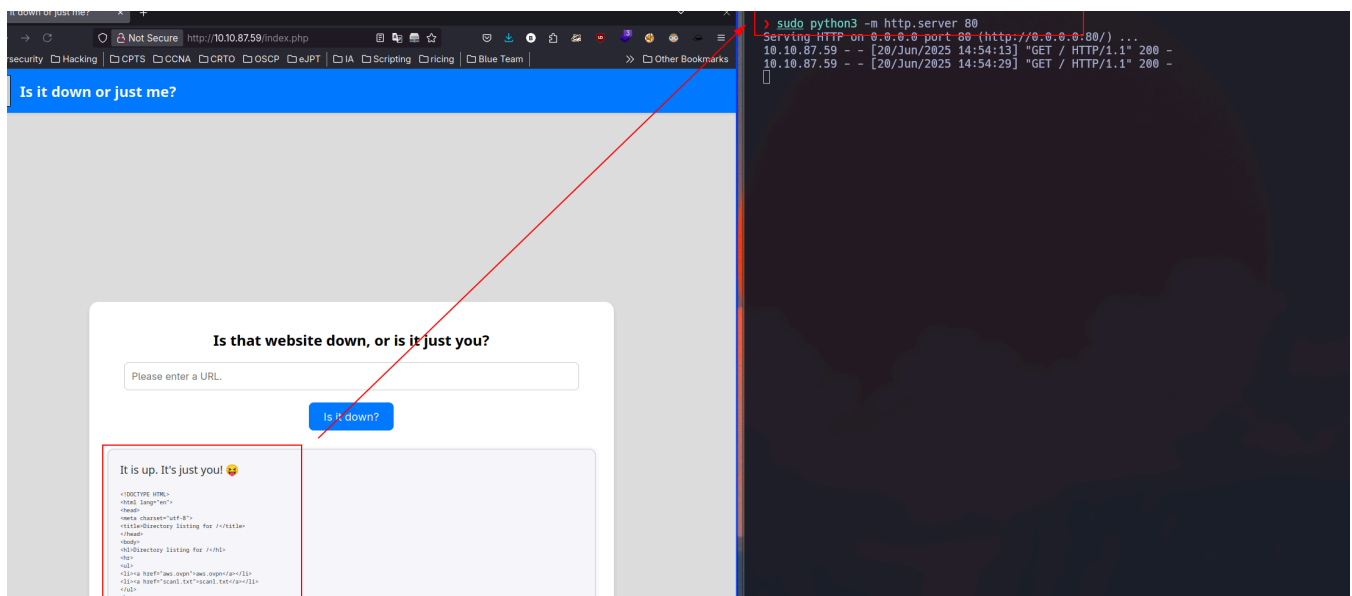 it down or just me? × +
Not Secure http://10.10.87.59/index.php
rsecurity Hacking CPTS CCNA CRTO OSCP eJPT IA Scripting ricing Blue Team >> Other Bookmarks
Is it down or just me?
Is that website down, or is it just you?
Please enter a URL.
Is it down?
It is up. It's just you! 😝
<!DOCTYPE HTML>
<html lang="en">
<head>
<meta charset="utf-8">
<title>Directory listing for /</title>
</head>
<body>
<h1>Directory listing for /</h1>
<hr>
<ul>
<li><a href="aws.ovpn">aws.ovpn</a></li>
<li><a href="scan1.txt">scan1.txt</a></li>
</ul>
❯ sudo python3 -m http.server 80
Serving HTTP on 0.0.0.0 port 80 (http://0.0.0.0:80/) ...
10.10.87.59 - - [20/Jun/2025 14:54:13] "GET / HTTP/1.1" 200 -
10.10.87.59 - - [20/Jun/2025 14:54:29] "GET / HTTP/1.1" 200 -